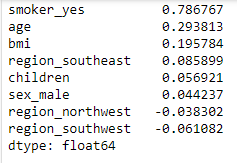 smoker_yes 0.786767
age 0.293813
bmi 0.195784
region_southeast 0.085899
children 0.056921
sex_male 0.044237
region_northwest -0.038302
region_southwest -0.061082
dtype: float64